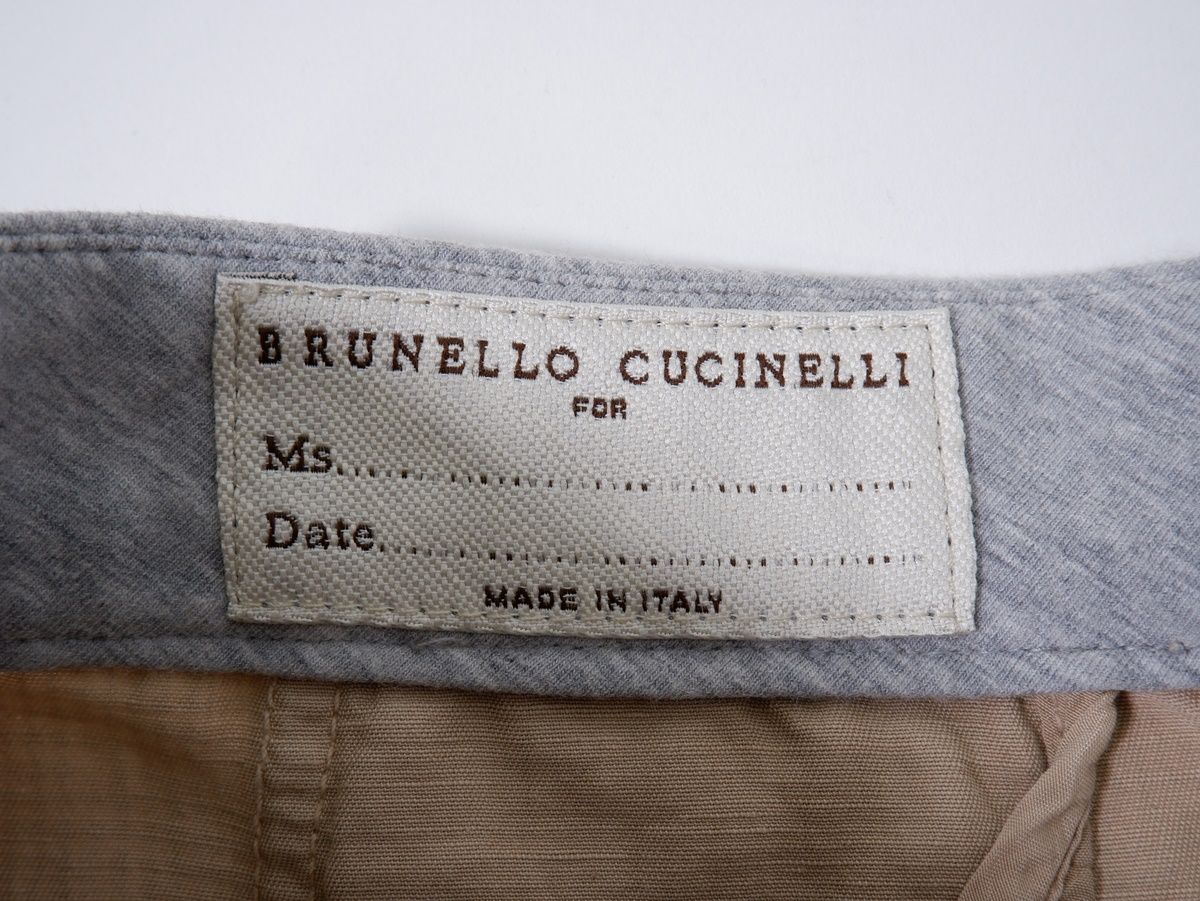 BRUNELLO CUCINELLI
FOR
Ms..............................................
Date..............................................
MADE IN ITALY